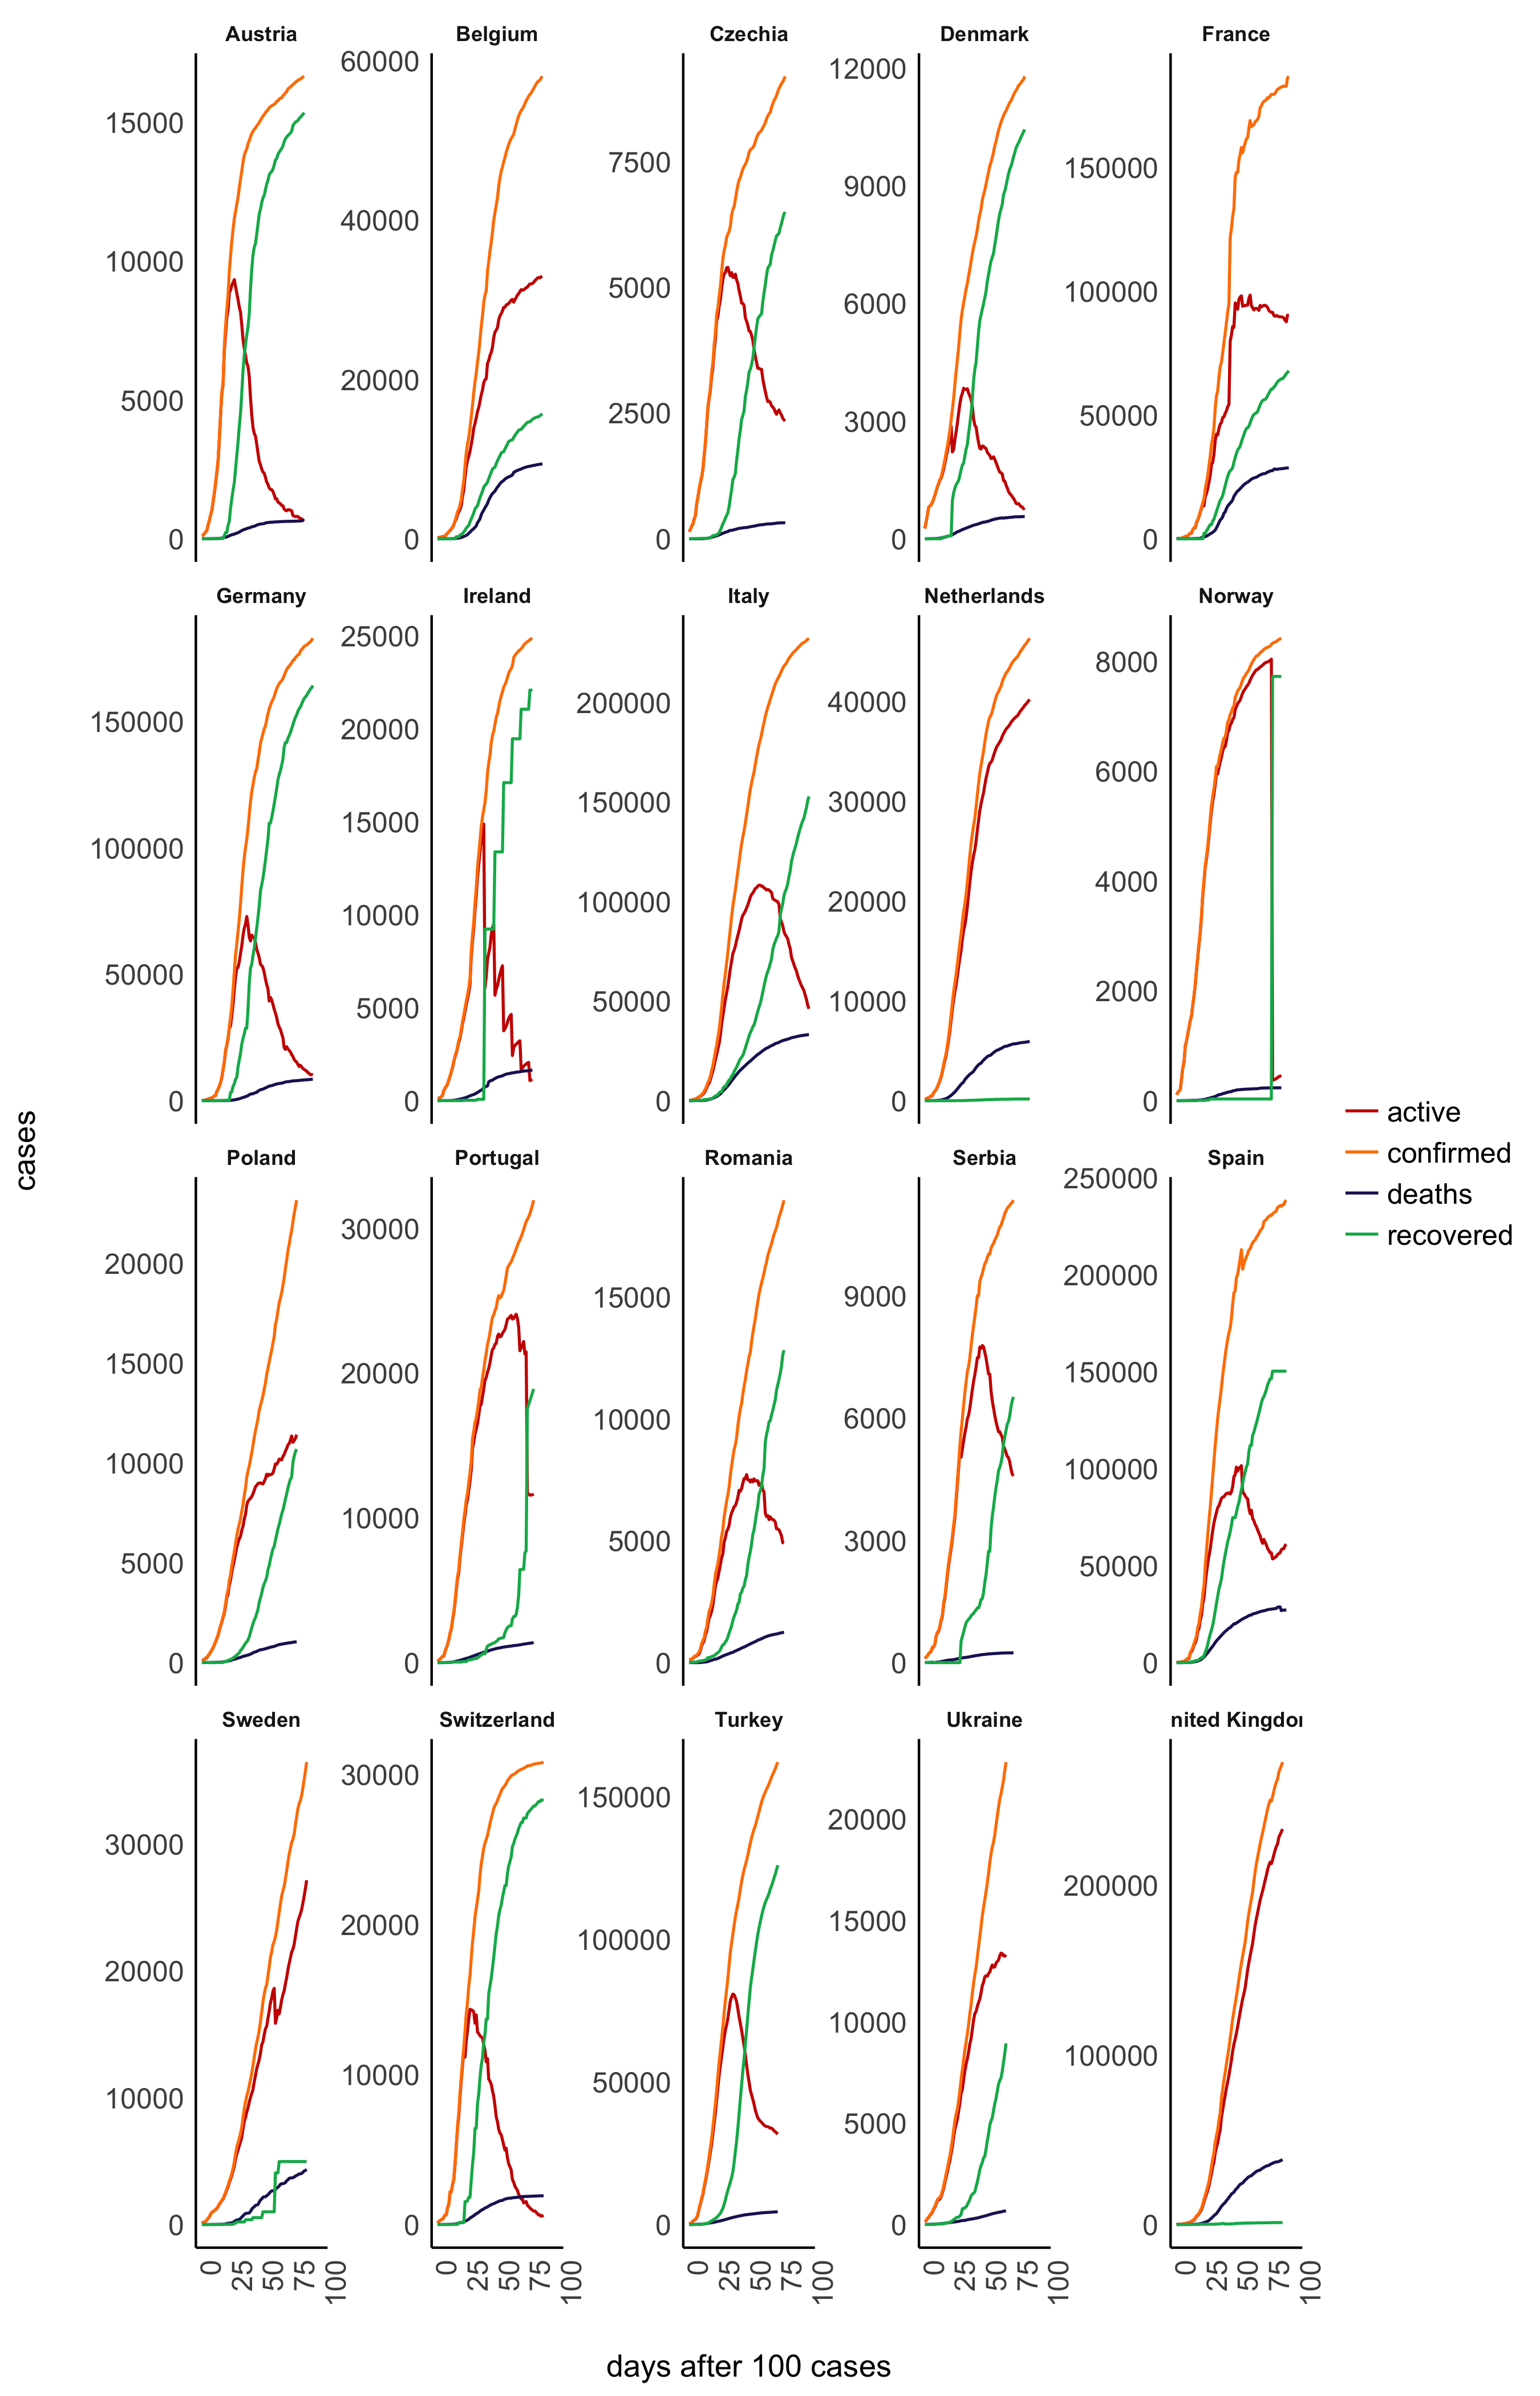 Austria Belgium Czechia Denmark France
15000 10000 5000 0
60000 40000 20000 0
7500 5000 2500 0
12000 9000 6000 3000 0
150000 100000 50000 0
Germany Ireland Italy Netherlands Norway
150000 100000 50000 0
25000 20000 15000 10000 5000 0
200000 150000 100000 50000 0
40000 30000 20000 10000 0
8000 6000 4000 2000 0
cases
active
confirmed
deaths
recovered
Poland Portugal Romania Serbia Spain
20000 15000 10000 5000 0
30000 20000 10000 0
15000 10000 5000 0
9000 6000 3000 0
250000 200000 150000 100000 50000 0
Sweden Switzerland Turkey Ukraine nited Kingdo
30000 20000 10000 0
30000 20000 10000 0
150000 100000 50000 0
20000 15000 10000 5000 0
200000 100000 0
0 25 50 75 100
0 25 50 75 100
0 25 50 75 100
0 25 50 75 100
0 25 50 75 100
days after 100 cases